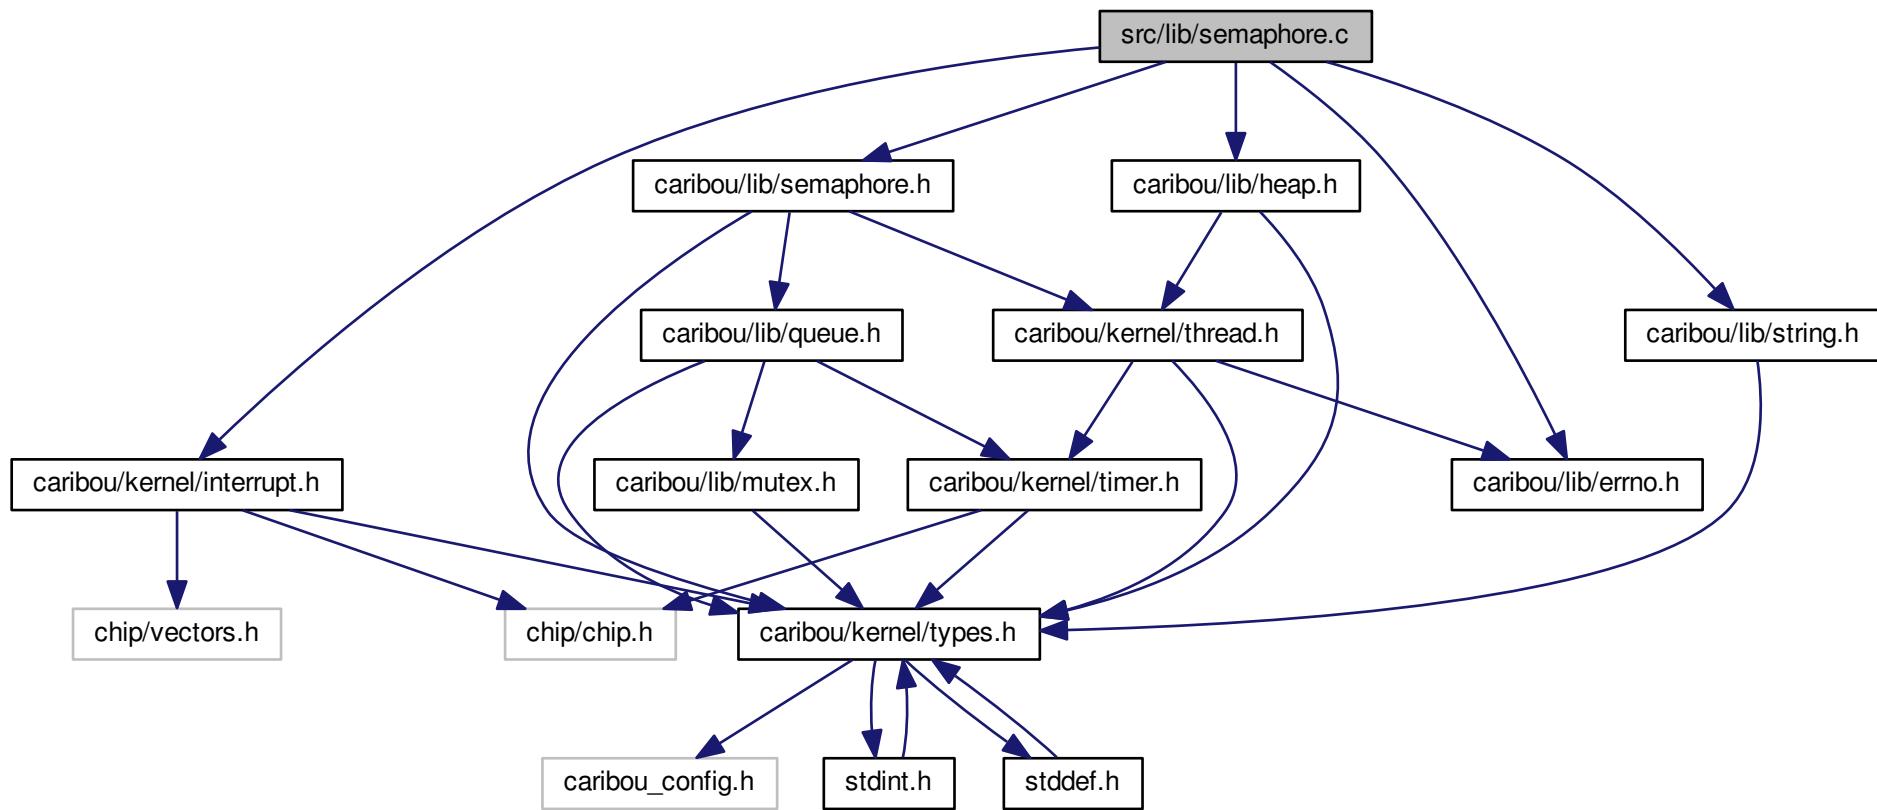 src/lib/semaphore.c
caribou/lib/semaphore.h
caribou/lib/heap.h
caribou/lib/queue.h
caribou/kernel/thread.h
caribou/lib/string.h
caribou/kernel/interrupt.h
caribou/lib/mutex.h
caribou/kernel/timer.h
caribou/lib/errno.h
chip/vectors.h
chip/chip.h
caribou/kernel/types.h
caribou_config.h
stdint.h
stddef.h